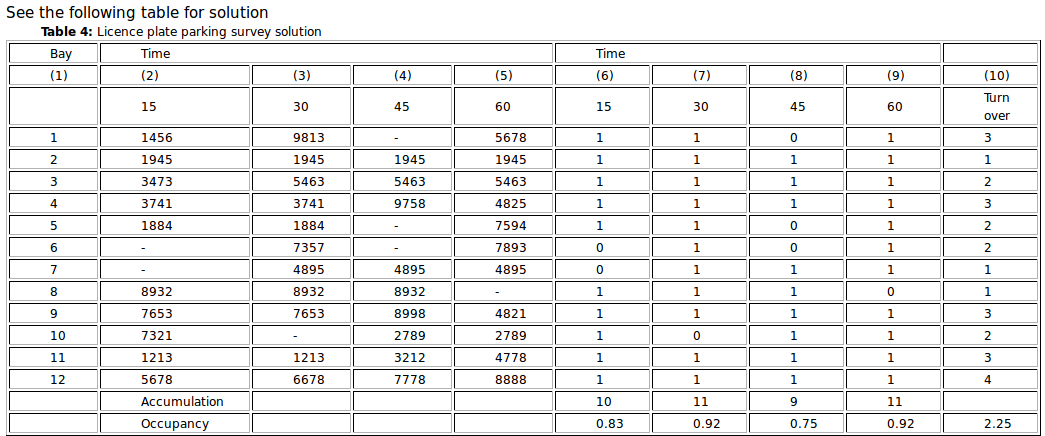 See the following table for solution
Table 4: Licence plate parking survey solution
Bay Time Time
(1) (2) (3) (4) (5) (6) (7) (8) (9) (10)
15 30 45 60 15 30 45 60 Turn
over
1 1456 9813 - 5678 1 1 0 1 3
2 1945 1945 1945 1945 1 1 1 1 1
3 3473 5463 5463 5463 1 1 1 1 2
4 3741 3741 9758 4825 1 1 1 1 3
5 1884 1884 - 7594 1 1 0 1 2
6 - 7357 - 7893 0 1 0 1 2
7 - 4895 4895 4895 0 1 1 1 1
8 8932 8932 8932 - 1 1 1 0 1
9 7653 7653 8998 4821 1 1 1 1 3
10 7321 - 2789 2789 1 0 1 1 2
11 1213 1213 3212 4778 1 1 1 1 3
12 5678 6678 7778 8888 1 1 1 1 4
Accumulation 10 11 9 11
Occupancy 0.83 0.92 0.75 0.92 2.25